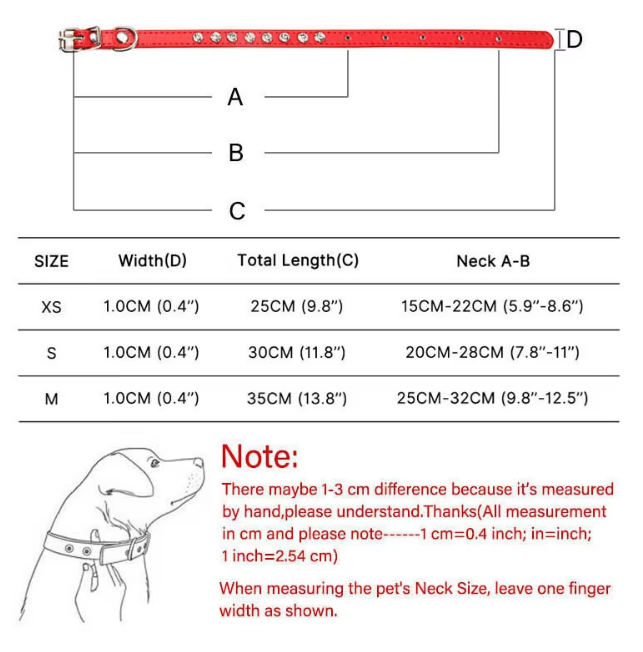 D
A
B
C
SIZE Width(D) Total Length(C) Neck A-B
XS 1.0CM (0.4″) 25CM (9.8″) 15CM-22CM (5.9″-8.6″)
S 1.0CM (0.4″) 30CM (11.8″) 20CM-28CM (7.8″-11″)
M 1.0CM (0.4″) 35CM (13.8″) 25CM-32CM (9.8″-12.5″)
Note:
There maybe 1-3 cm difference because it's measured
by hand,please understand.Thanks(All measurement
in cm and please note------1 cm=0.4 inch; in=inch;
1 inch=2.54 cm)
When measuring the pet's Neck Size, leave one finger
width as shown.